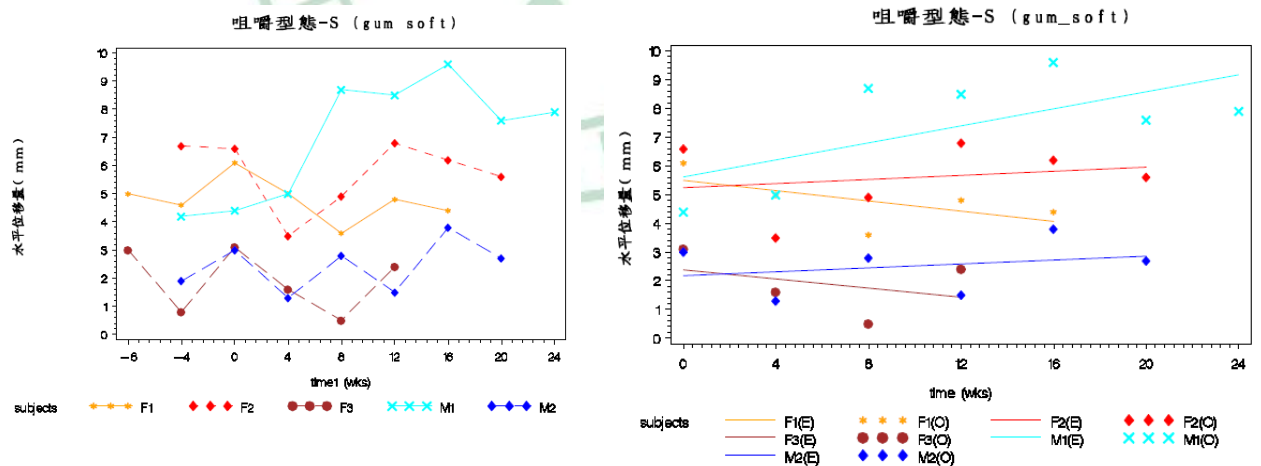 咀嚼型態-S (gum soft)
水平位移量(mm)
10
9
8
7
6
5
4
3
2
1
0
-8 -4 0 4 8 12 16 20 24
time1 (wks)
subjects F1 F2 F3 M1 M2
咀嚼型態-S (gum_soft)
水平位移量(mm)
10
9
8
7
6
5
4
3
2
1
0
0 4 8 12 16 20 24
time (wks)
subjects F1(E) F1(O) F2(E) F2(O)
F3(E) F3(O) M1(E) M1(O)
M2(E) M2(O)